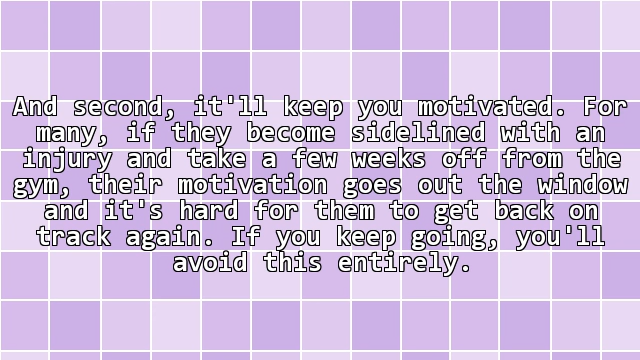 And second, it'll keep you motivated. For
many, if they become sidelined with an
injury and take a few weeks off from the
gym, their motivation goes out the window
and it's hard for them to get back on
track again. If you keep going, you'll
avoid this entirely.